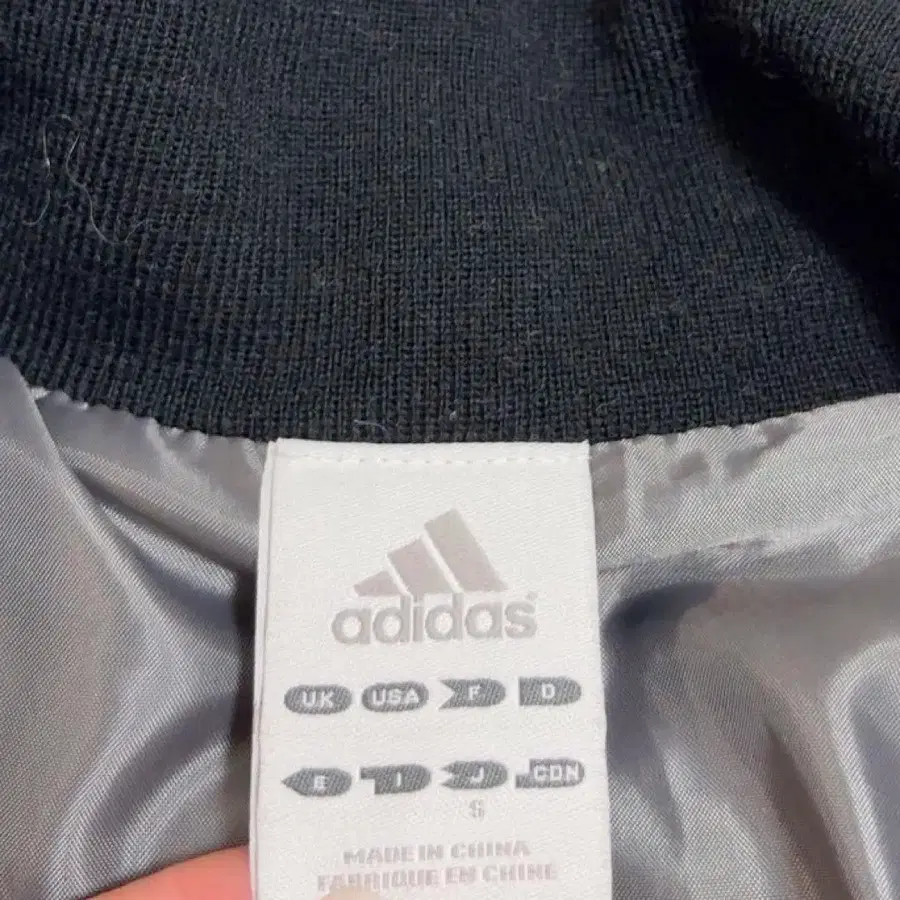 adidas
UK USA F D
E I J CDN
S
MADE IN CHINA
FABRIQUE EN CHINE